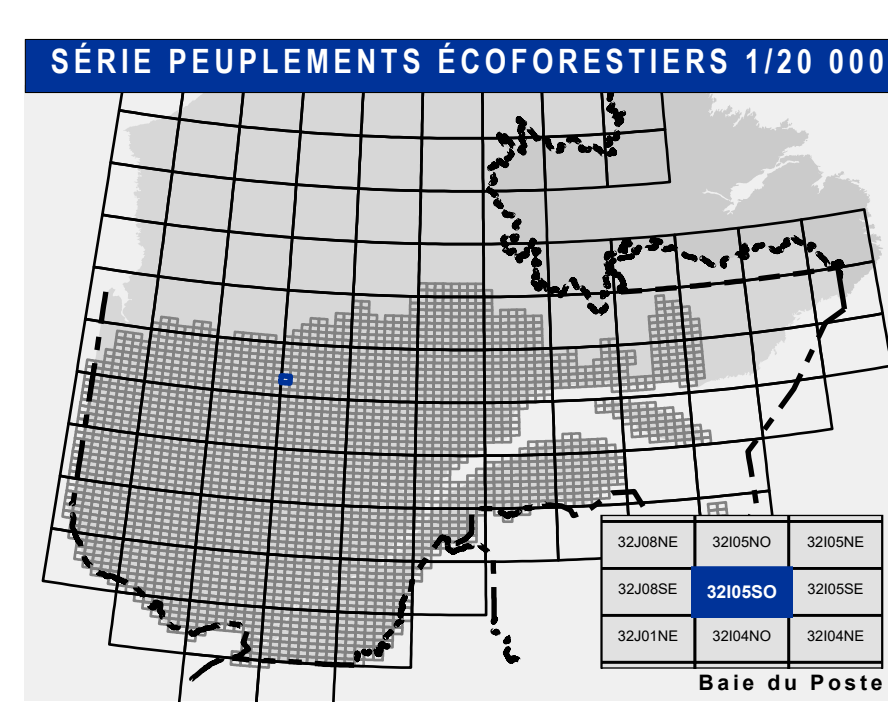 SÉRIE PEUPLEMENTS ÉCOFORESTIERS 1/20 000
32J08NE 32I05NO 32I05NE
32J08SE 32I05SO 32I05SE
32J01NE 32I04NO 32I04NE
Baie du Poste